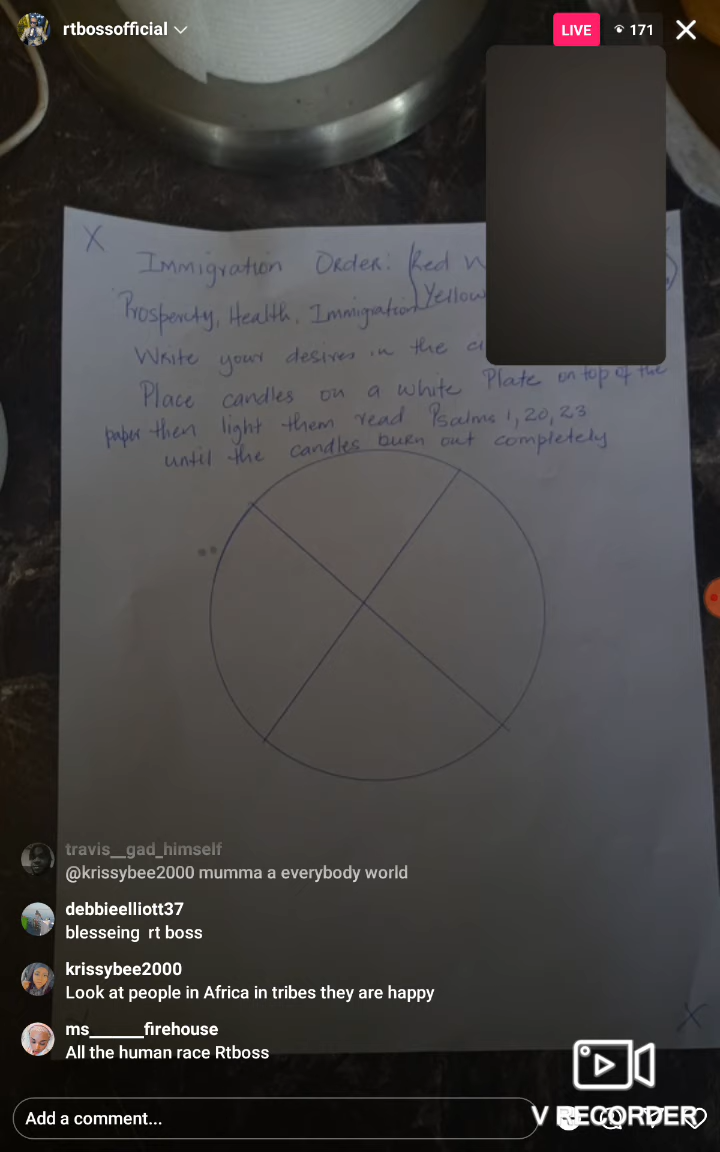 rtbossofficial
LIVE
171
X
Immigration Order: (Red W
Prosperity, Health, Immigration Yellow
Write your desires in the
Place candles on a white Plate on top of the
paper then light them read Psalms 1, 20, 23
until the candles burn out completely
travis__gad_himself
@krissybee2000 mumma a everybody world
debbieelliott37
blesseing rt boss
krissybee2000
Look at people in Africa in tribes they are happy
ms______firehouse
All the human race Rtboss
X
Add a comment...
V RECORDER